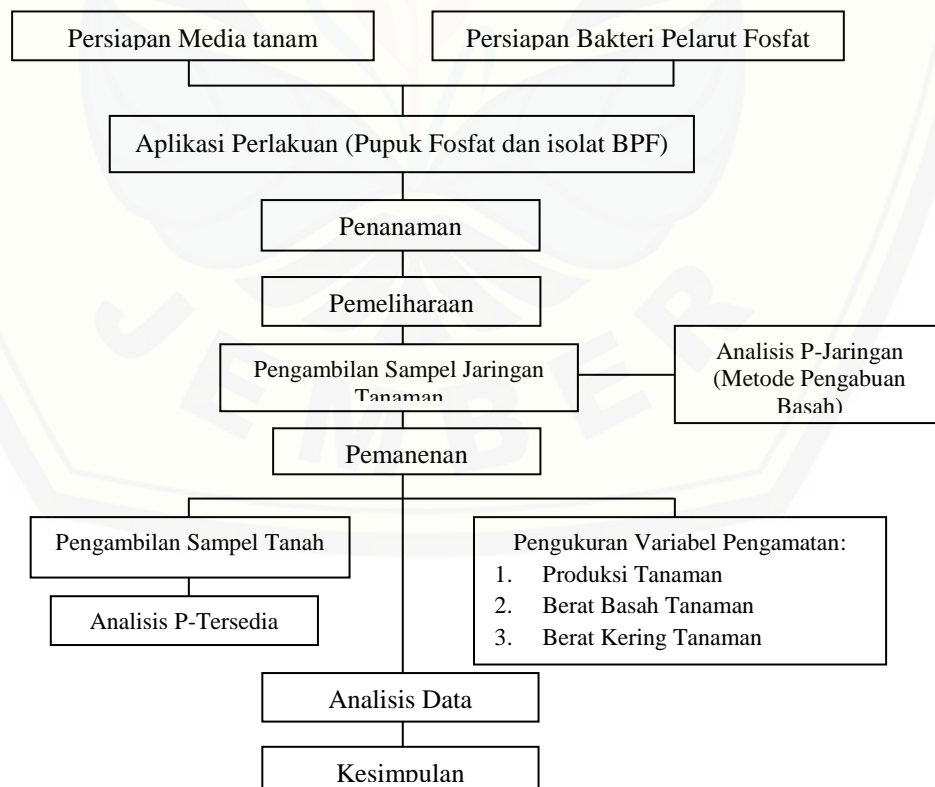 Persiapan Media tanam
Persiapan Bakteri Pelarut Fosfat
Aplikasi Perlakuan (Pupuk Fosfat dan isolat BPF)
Penanaman
Pemeliharaan
Pengambilan Sampel Jaringan
Tanaman
Analisis P-Jaringan
(Metode Pengabuan
Basah)
Pemanenan
Pengambilan Sampel Tanah
Analisis P-Tersedia
Pengukuran Variabel Pengamatan:
1. Produksi Tanaman
2. Berat Basah Tanaman
3. Berat Kering Tanaman
Analisis Data
Kesimpulan
JEMBER